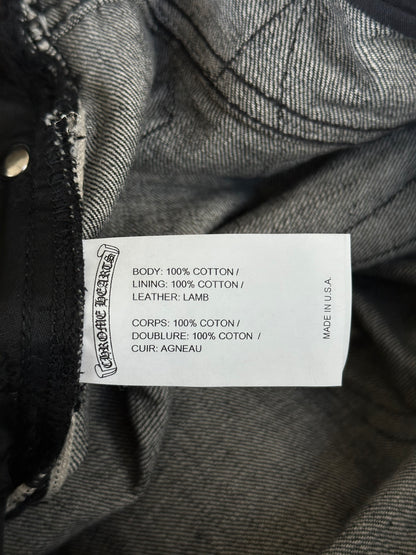 CHROME HEARTS
BODY: 100% COTTON /
LINING: 100% COTTON /
LEATHER: LAMB
CORPS: 100% COTON /
DOUBLURE: 100% COTON /
CUIR: AGNEAU
MADE IN U.S.A.